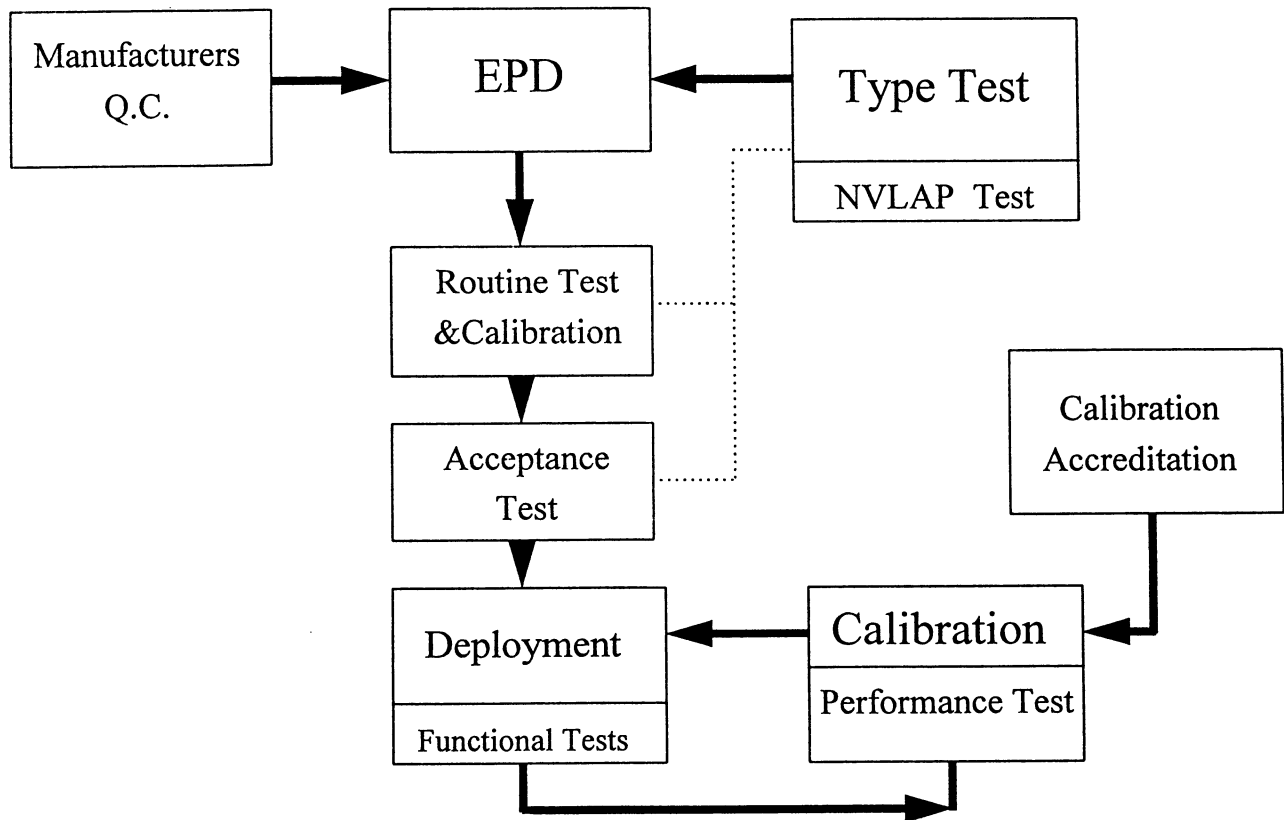 Manufacturers
Q.C.
EPD
Type Test
NVLAP Test
Routine Test
&Calibration
Acceptance
Test
Calibration
Accreditation
Deployment
Functional Tests
Calibration
Performance Test